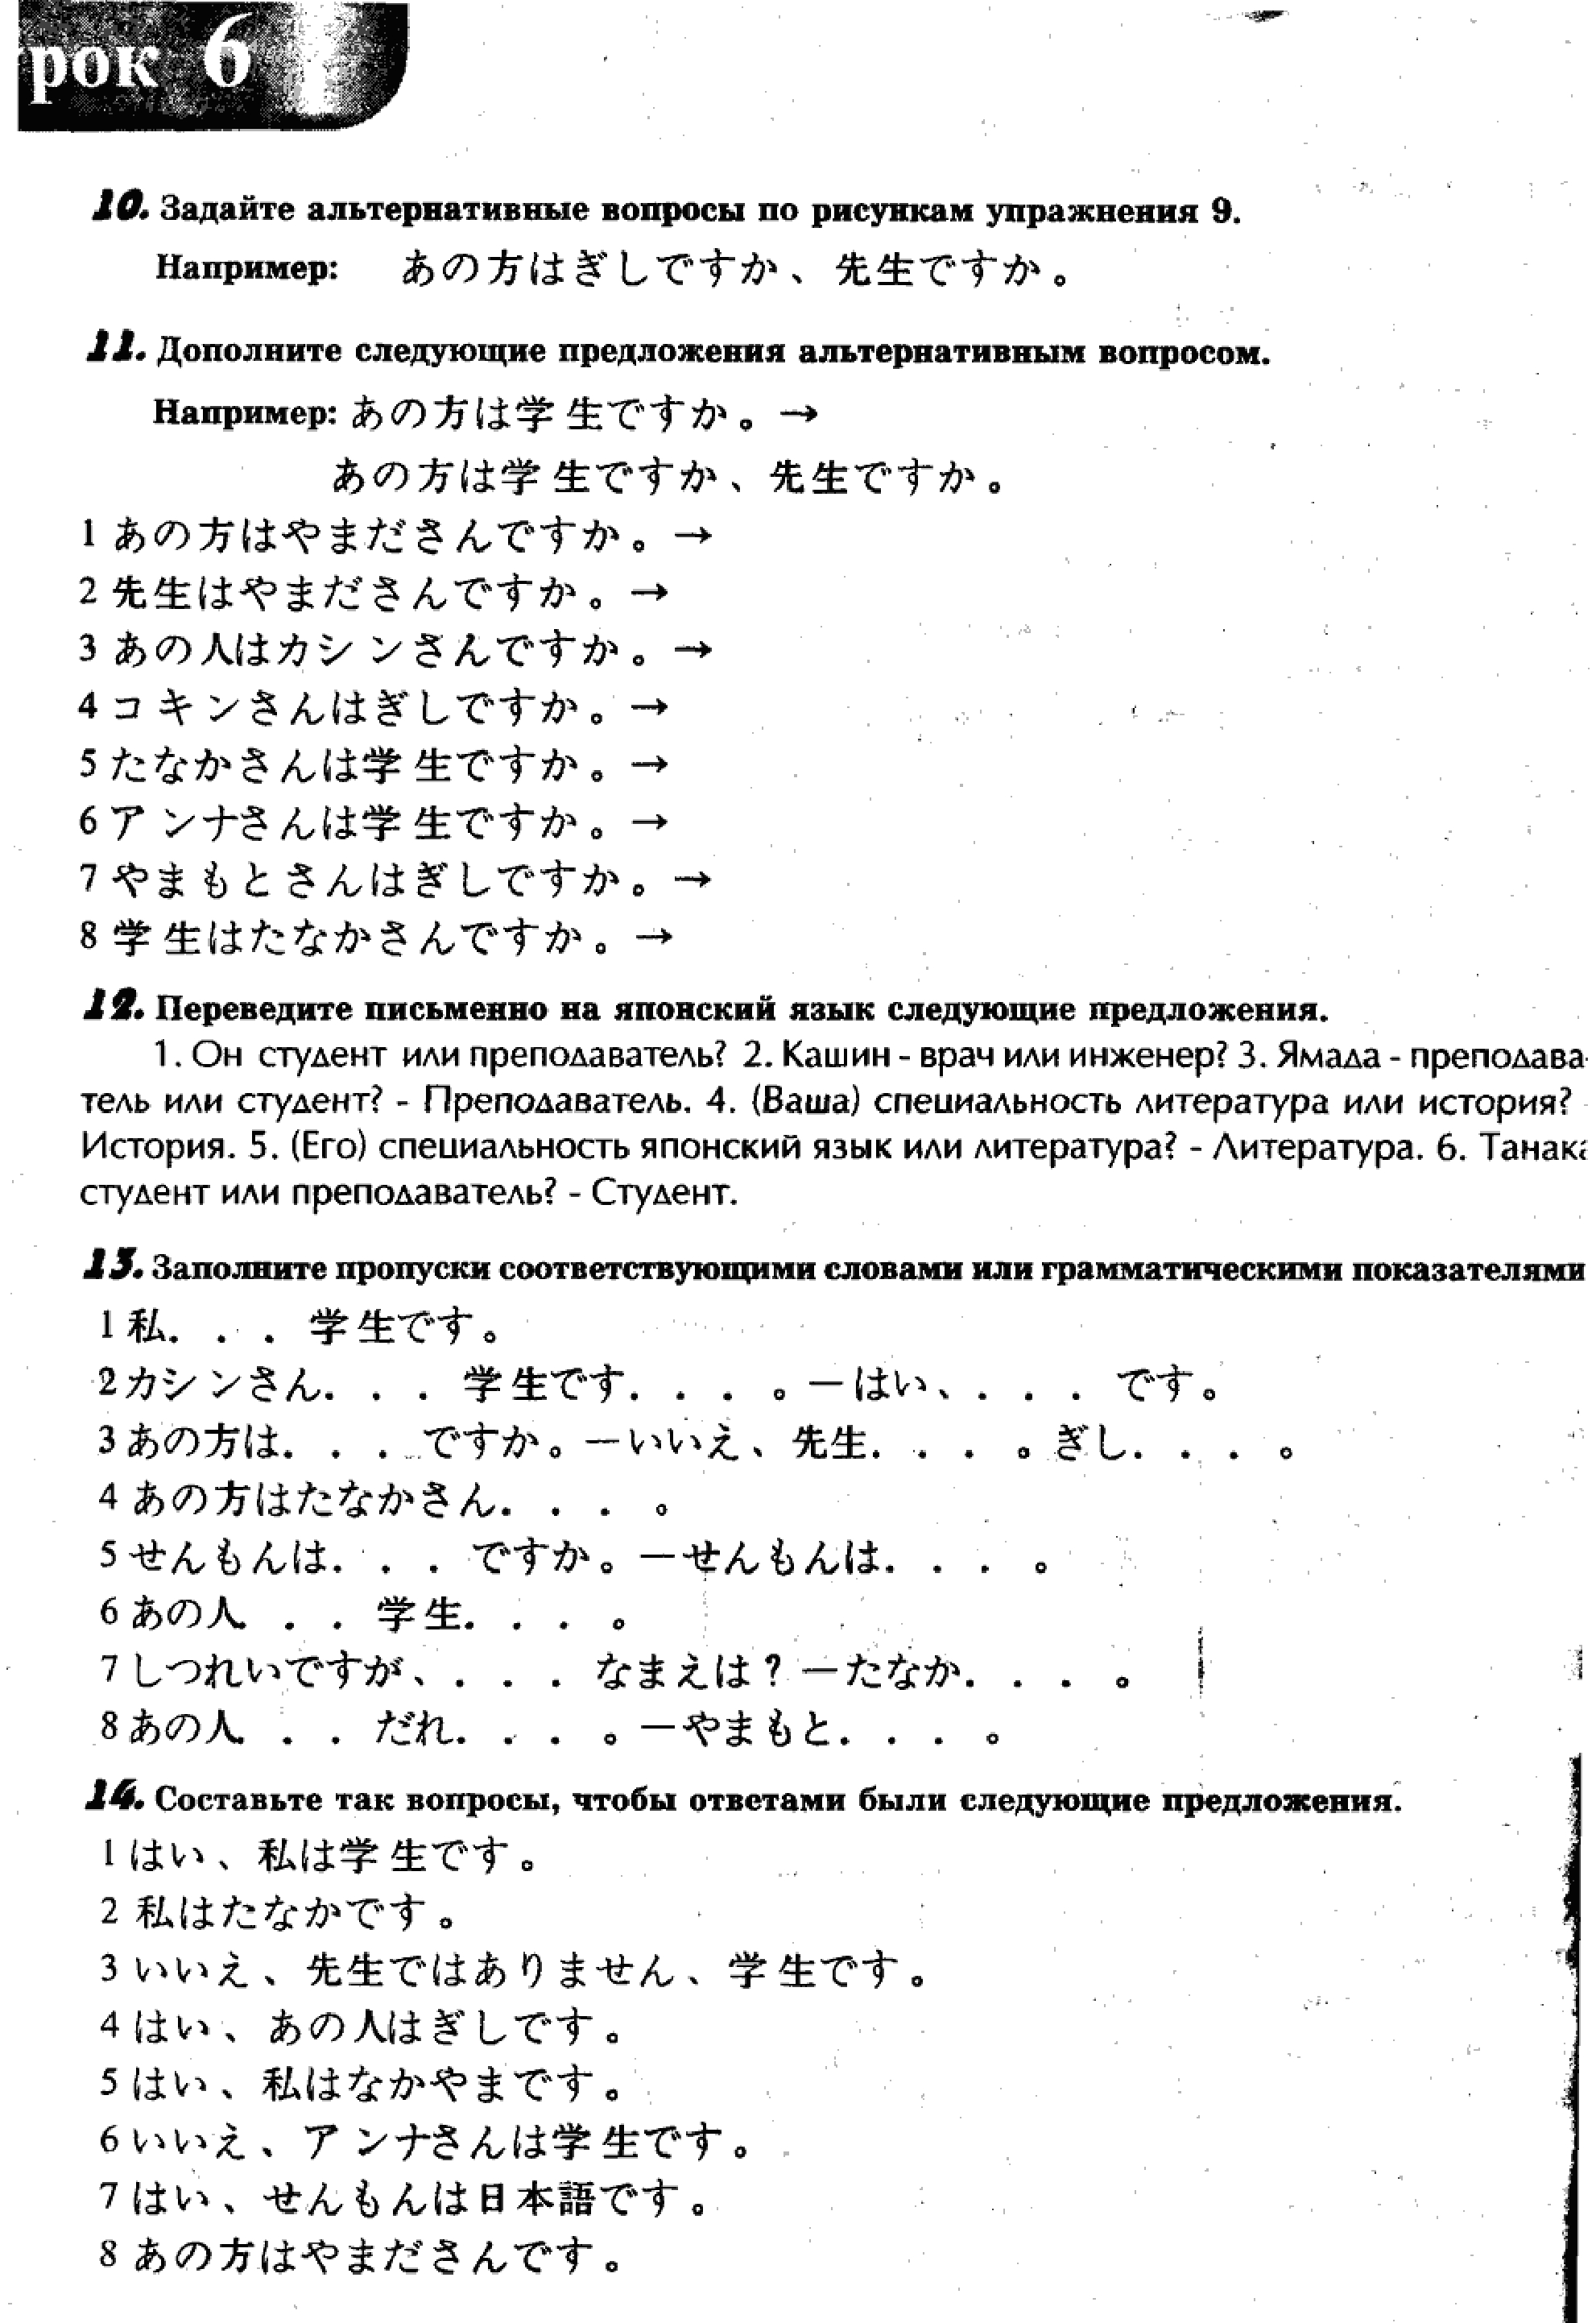 рок 6
10. Задайте альтернативные вопросы по рисункам упражнения 9.
Например: あの方はぎしですか、先生ですか。
11. Дополните следующие предложения альтернативным вопросом.
Например: あの方は学生ですか。→
あの方は学生ですか、先生ですか。
1 あの方はやまださんですか。→
2 先生はやまださんですか。→
3 あの人はカシンさんですか。→
4 コキンさんはぎしですか。→
5 たなかさんは学生ですか。→
6 アンナさんは学生ですか。→
7 やまもとさんはぎしですか。→
8 学生はたなかさんですか。→
12. Переведите письменно на японский язык следующие предложения.
1. Он студент или преподаватель? 2. Кашин - врач или инженер? 3. Ямада - преподава-
тель или студент? - Преподаватель. 4. (Ваша) специальность литература или история? -
История. 5. (Его) специальность японский язык или литература? - Литература. 6. Танака
студент или преподаватель? - Студент.
13. Заполните пропуски соответствующими словами или грамматическими показателями
1 私. . . 学生です。
2 カシンさん. . . 学生です. . . 。ーはい、. . . です。
3 あの方は. . . ですか。ーいいえ、先生. . . 。ぎし. . . 。
4 あの方はたなかさん. . . 。
5 せんもんは. . . ですか。ーせんもんは. . . 。
6 あの人. . . 学生. . . 。
7 しつれいですが、. . . なまえは？ーたなか. . . 。
8 あの人. . . だれ. . . 。ーやまもと. . . 。
14. Составьте так вопросы, чтобы ответами были следующие предложения.
1 はい、私は学生です。
2 私はたなかです。
3 いいえ、先生ではありません、学生です。
4 はい、あの人はぎしです。
5 はい、私はなかやまです。
6 いいえ、アンナさんは学生です。
7 はい、せんもんは日本語です。
8 あの方はやまださんです。